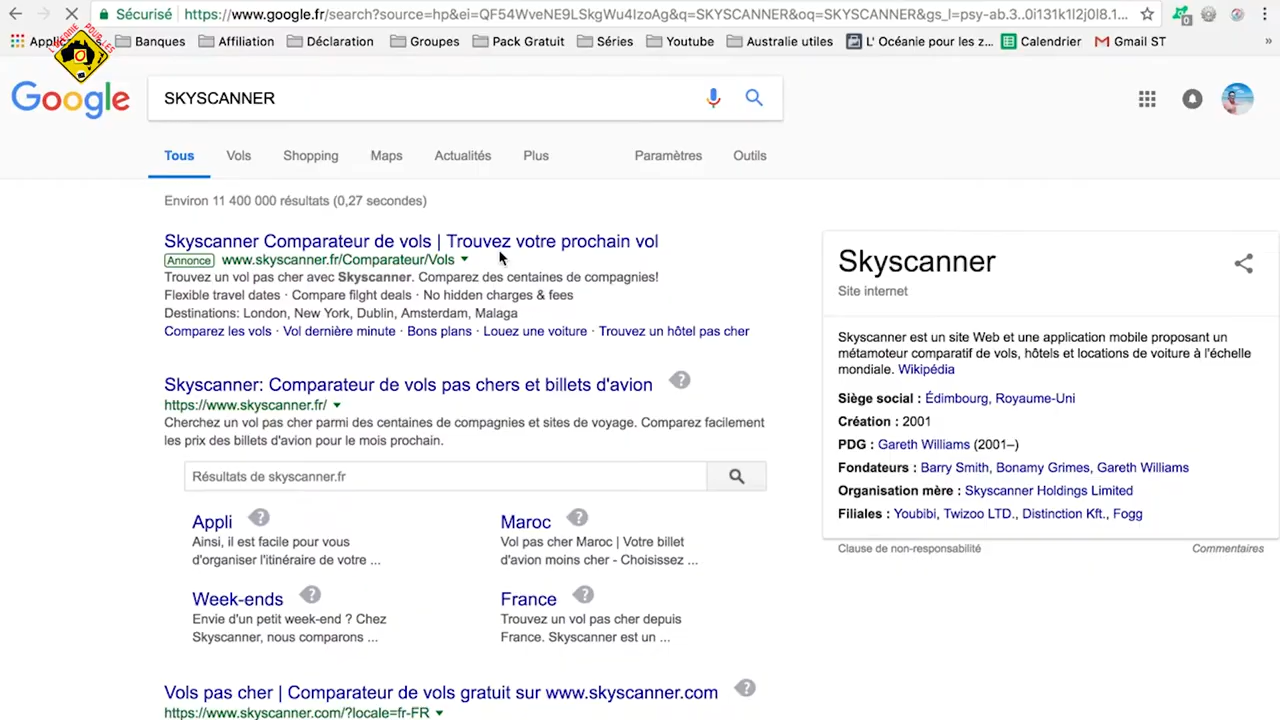 Sécurisé https://www.google.fr/search?source=hp&ei=QF54WveNE9LSkgWu4IzoAg&q=SKYSCANNER&oq=SKYSCANNER&gs_l=psy-ab.3..0i131k1l2j0l8.1...
Banques Affiliation Déclaration Groupes Pack Gratuit Séries Youtube Australie utiles L' Océanie pour les z... Calendrier Gmail ST »
Google SKYSCANNER
Tous Vols Shopping Maps Actualités Plus Paramètres Outils
Environ 11 400 000 résultats (0,27 secondes)
Skyscanner Comparateur de vols | Trouvez votre prochain vol
Annonce www.skyscanner.fr/Comparateur/Vols
Trouvez un vol pas cher avec Skyscanner. Comparez des centaines de compagnies!
Flexible travel dates · Compare flight deals · No hidden charges & fees
Destinations: London, New York, Dublin, Amsterdam, Malaga
Comparez les vols · Vol dernière minute · Bons plans · Louez une voiture · Trouvez un hôtel pas cher
Skyscanner: Comparateur de vols pas chers et billets d'avion
https://www.skyscanner.fr/
Cherchez un vol pas cher parmi des centaines de compagnies et sites de voyage. Comparez facilement
les prix des billets d'avion pour le mois prochain.
Résultats de skyscanner.fr
Appli
Ainsi, il est facile pour vous
d'organiser l'itinéraire de votre ...
Maroc
Vol pas cher Maroc | Votre billet
d'avion moins cher - Choisissez ...
Week-ends
Envie d'un petit week-end ? Chez
Skyscanner, nous comparons ...
France
Trouvez un vol pas cher depuis
France. Skyscanner est un ...
Vols pas cher | Comparateur de vols gratuit sur www.skyscanner.com
https://www.skyscanner.com/?locale=fr-FR
Skyscanner
Site internet
Skyscanner est un site Web et une application mobile proposant un
métamoteur comparatif de vols, hôtels et locations de voiture à l'échelle
mondiale. Wikipédia
Siège social : Édimbourg, Royaume-Uni
Création : 2001
PDG : Gareth Williams (2001–)
Fondateurs : Barry Smith, Bonamy Grimes, Gareth Williams
Organisation mère : Skyscanner Holdings Limited
Filiales : Youbibi, Twizoo LTD., Distinction Kft., Fogg
Clause de non-responsabilité Commentaires